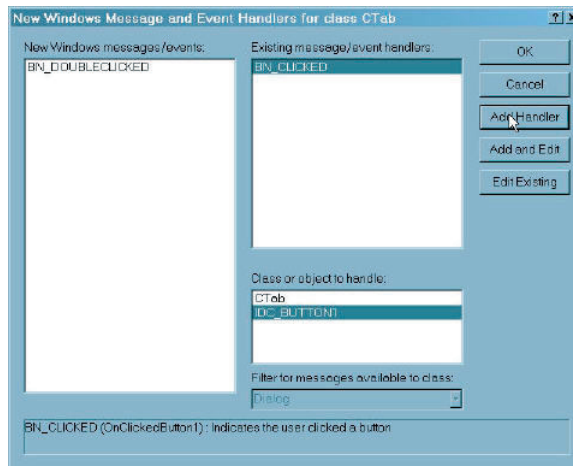 New Windows Message and Event Handlers for class CTab
New Windows messages/events:
BN_DOUBLECLICKED
Existing message/event handlers:
BN_CLICKED
OK
Cancel
Add Handler
Add and Edit
Edit Existing
Class or object to handle:
CTab
IDC_BUTTON1
Filter for messages available to class:
Dialog
BN_CLICKED (OnClickedButton1) : Indicates the user clicked a button